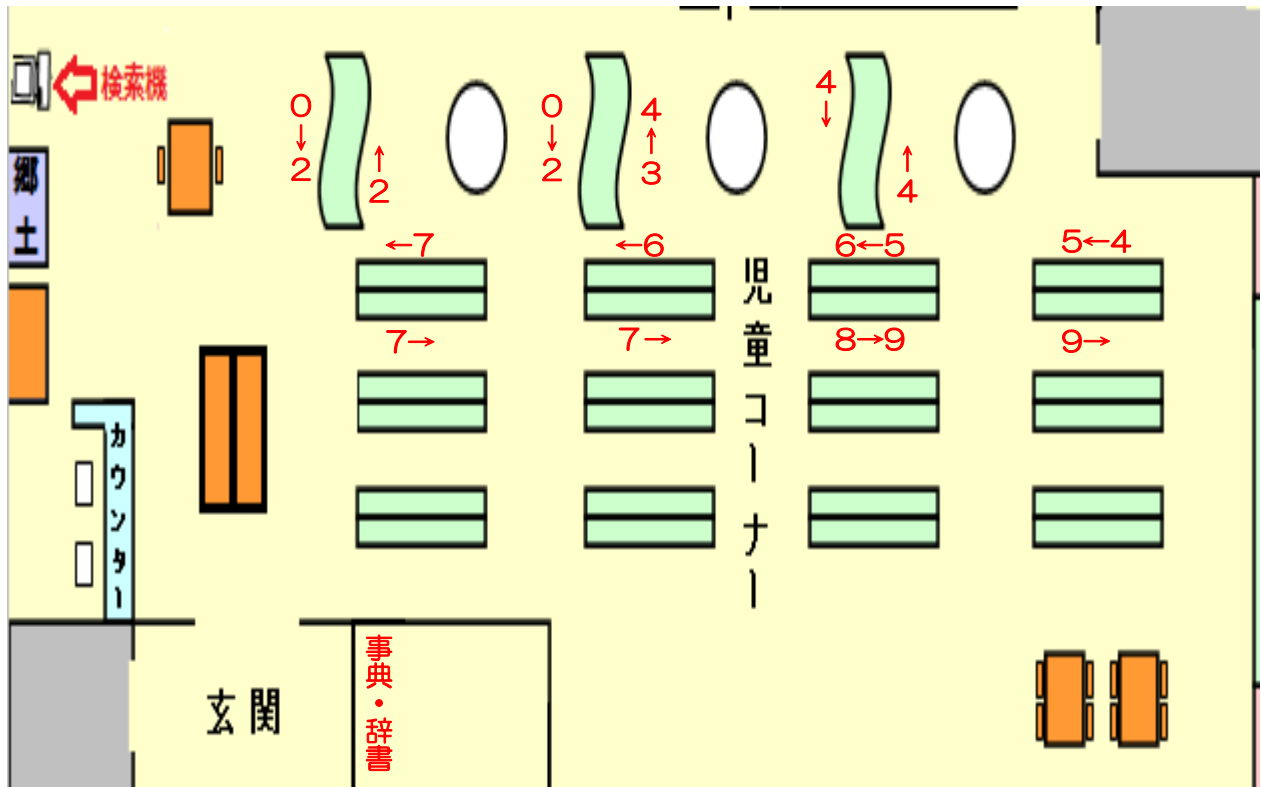 検索機
郷土
０→２
２→
０→２
３→４
４→
４→
←７
←６
６←５
５←４
７→
７→
８→９
９→
児童コーナー
カウンター
玄関
事典・辞書